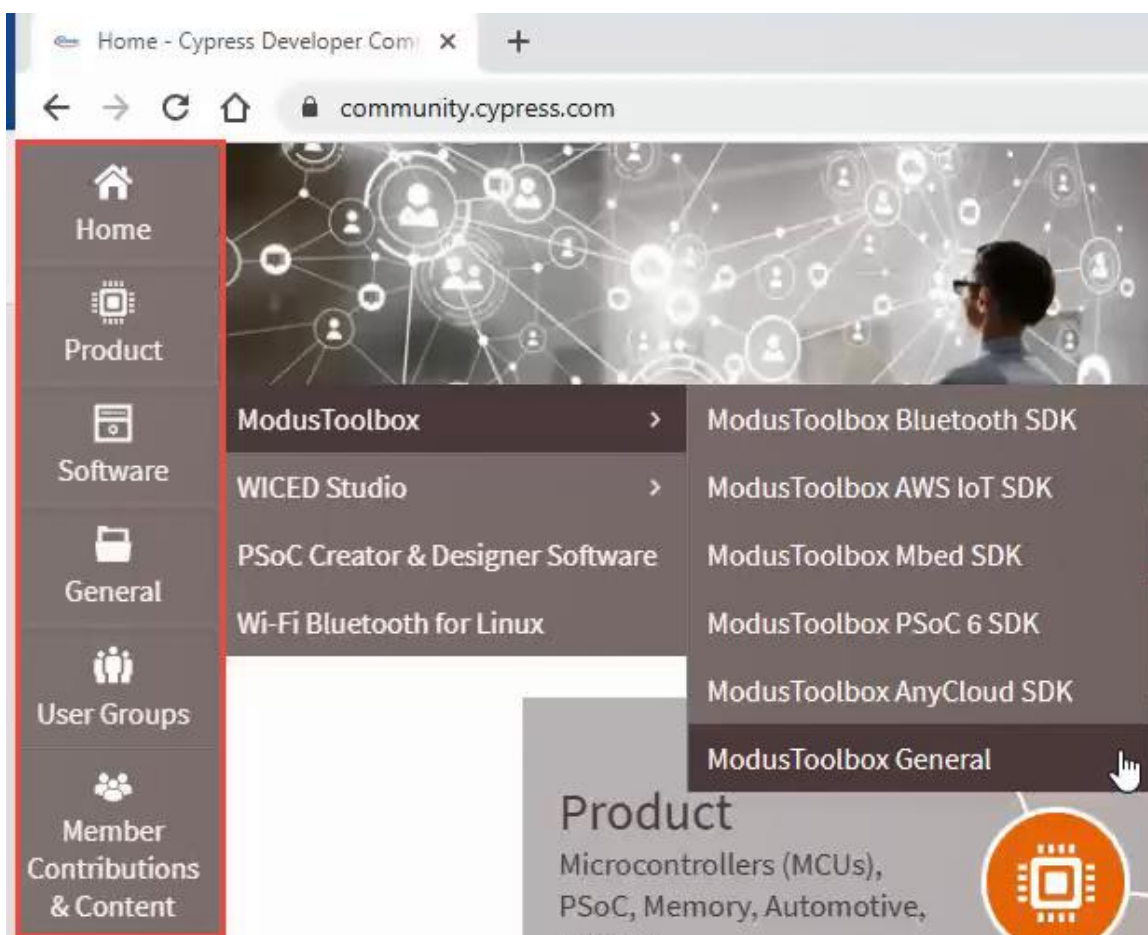 Home - Cypress Developer Com
community.cypress.com
Home
Product
Software
General
User Groups
Member
Contributions
& Content
ModusToolbox
WICED Studio
PSoC Creator & Designer Software
Wi-Fi Bluetooth for Linux
ModusToolbox Bluetooth SDK
ModusToolbox AWS IoT SDK
ModusToolbox Mbed SDK
ModusToolbox PSoC 6 SDK
ModusToolbox AnyCloud SDK
ModusToolbox General
Product
Microcontrollers (MCUs),
PSoC, Memory, Automotive,